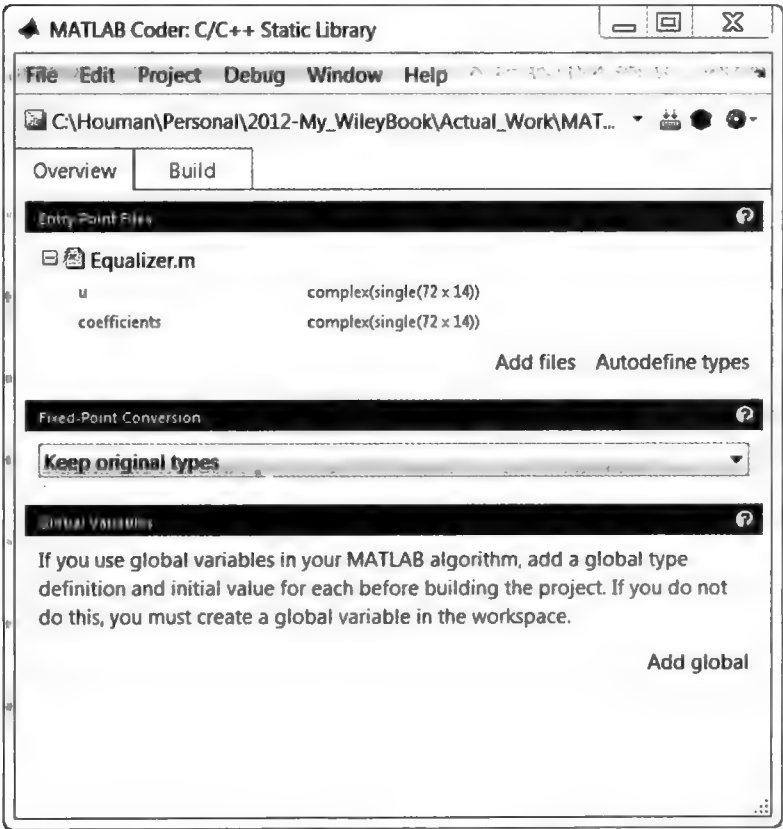 MATLAB Coder: C/C++ Static Library
File Edit Project Debug Window Help
C:\Houman\Personal\2012-My_WileyBook\Actual_Work\MAT...
Overview Build
Entry-Point Files
Equalizer.m
u complex(single(72 x 14))
coefficients complex(single(72 x 14))
Add files Autodefine types
Fixed-Point Conversion
Keep original types
Global Variables
If you use global variables in your MATLAB algorithm, add a global type
definition and initial value for each before building the project. If you do not
do this, you must create a global variable in the workspace.
Add global